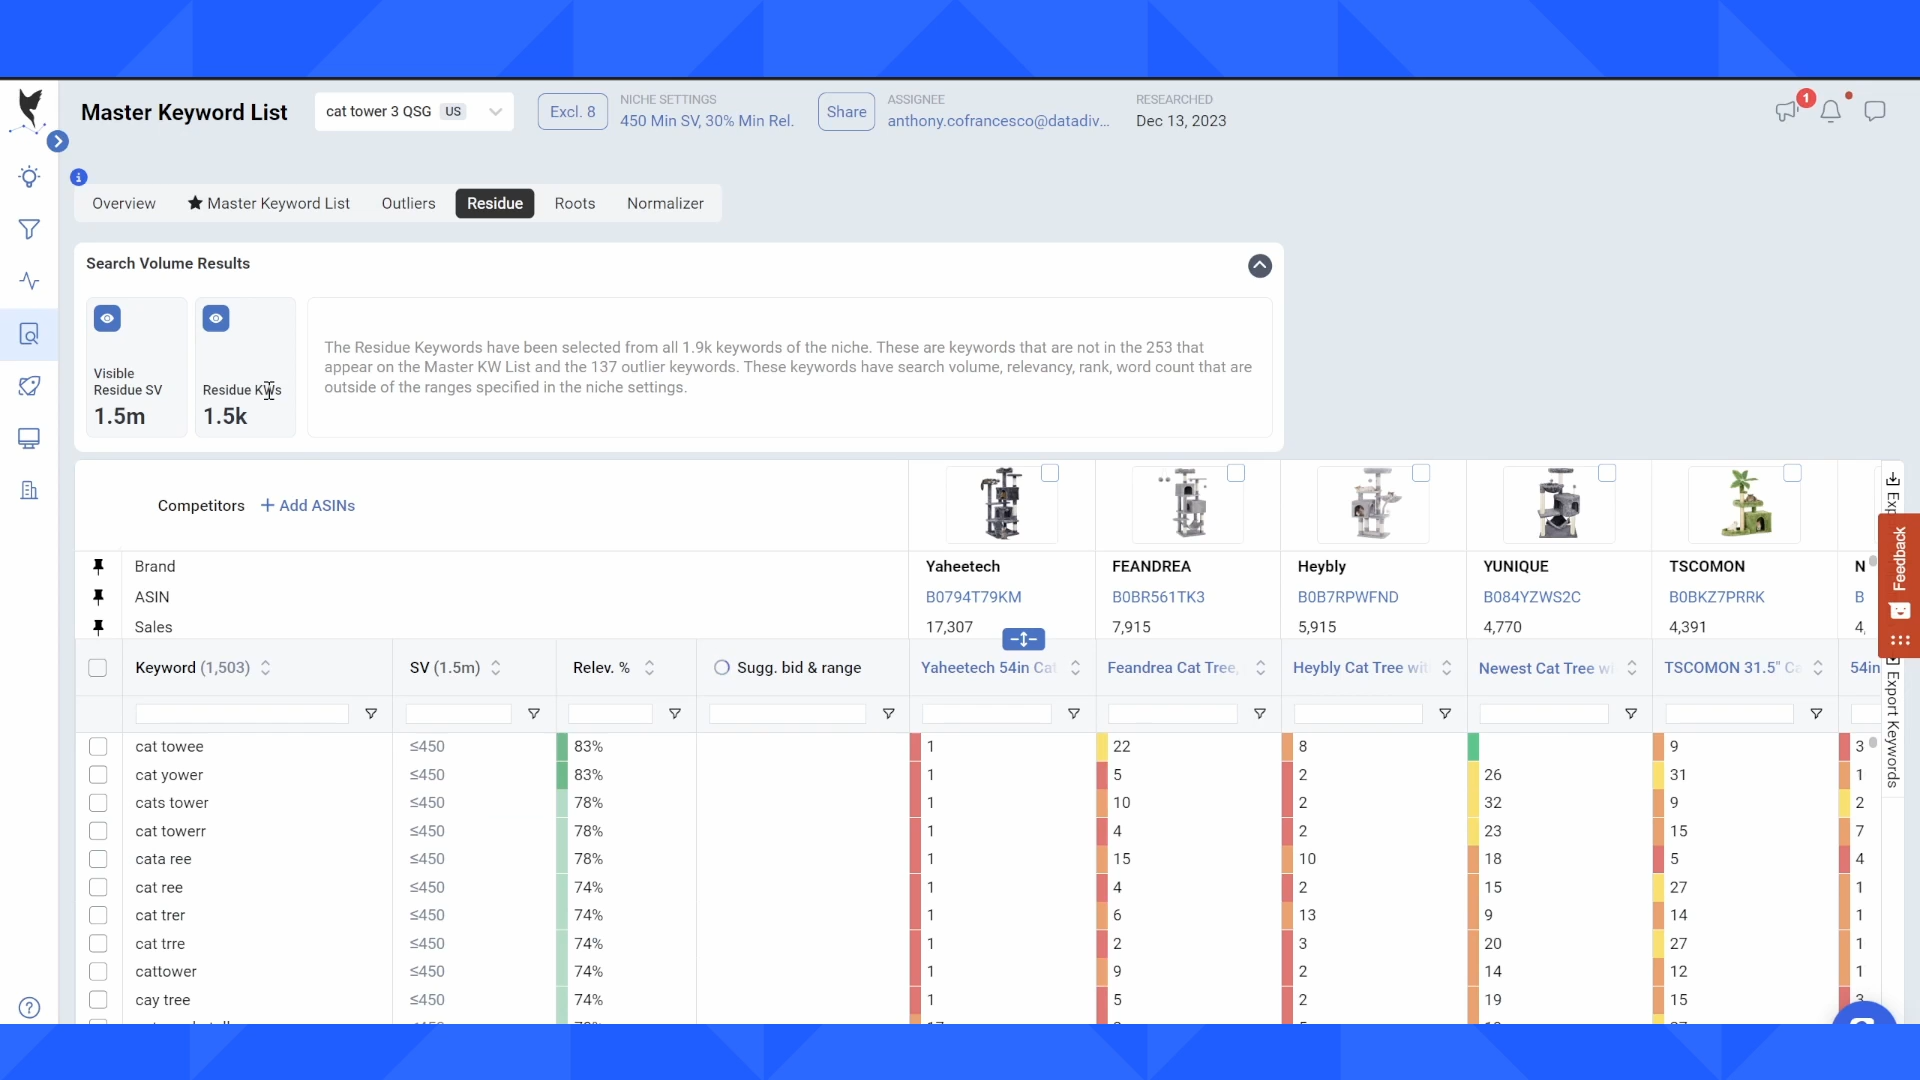 Master Keyword List
cat tower 3 QSG US
Excl. 8
NICHE SETTINGS
450 Min SV, 30% Min Rel.
Share
ASSIGNEE
anthony.cofrancesco@datadiv...
RESEARCHED
Dec 13, 2023
1
Overview Master Keyword List Outliers Residue Roots Normalizer
Search Volume Results
Visible
Residue SV
1.5m
Residue KWs
1.5k
The Residue Keywords have been selected from all 1.9k keywords of the niche. These are keywords that are not in the 253 that
appear on the Master KW List and the 137 outlier keywords. These keywords have search volume, relevancy, rank, word count that are
outside of the ranges specified in the niche settings.
Competitors + Add ASINs
Feedback
Brand Yaheetech FEANDREA Heybly YUNIQUE TSCOMON N
ASIN B0794T79KM B0BR561TK3 B0B7RPWFND B084YZWS2C B0BKZ7PRRK B
Sales 17,307 7,915 5,915 4,770 4,391 4,
Keyword (1,503) SV (1.5m) Relev. % Sugg. bid & range Yaheetech 54in Cat Feandrea Cat Tree, Heybly Cat Tree wit Newest Cat Tree w TSCOMON 31.5" Ca 54in
Export Keywords
cat towee ≤450 83% 1 22 8 9 3
cat yower ≤450 83% 1 5 2 26 31 1
cats tower ≤450 78% 1 10 2 32 9 2
cat towerr ≤450 78% 1 4 2 23 15 7
cata ree ≤450 78% 1 15 10 18 5 4
cat ree ≤450 74% 1 4 2 15 27 1
cat trer ≤450 74% 1 6 13 9 14 1
cat trre ≤450 74% 1 2 3 20 27 1
cattower ≤450 74% 1 9 2 14 12 1
cay tree ≤450 74% 1 5 2 19 15 3